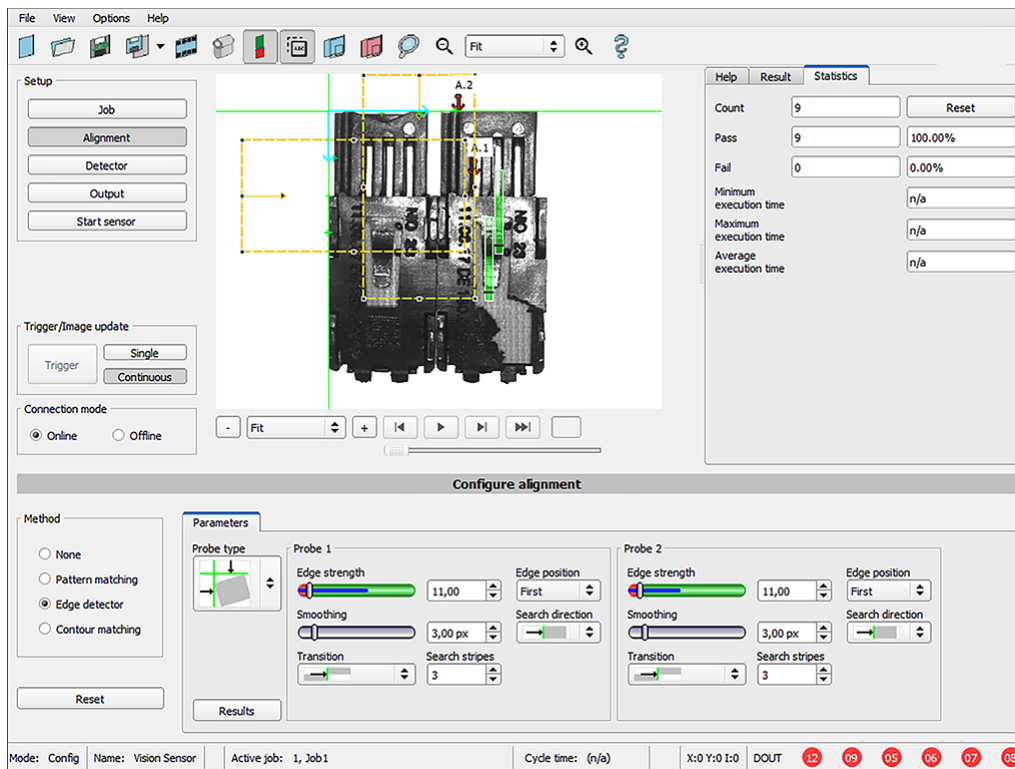 File View Options Help
Fit
Setup
Job
Alignment
Detector
Output
Start sensor
Trigger/Image update
Trigger
Single
Continuous
Connection mode
Online Offline
A.2
A.1
NO 23
NO 23
- Fit +
Help Result Statistics
Count 9 Reset
Pass 9 100.00%
Fail 0 0.00%
Minimum
execution time n/a
Maximum
execution time n/a
Average
execution time n/a
Configure alignment
Method
None
Pattern matching
Edge detector
Contour matching
Reset
Parameters
Probe type
Results
Probe 1
Edge strength Edge position
11,00 First
Smoothing Search direction
3,00 px
Transition Search stripes
3
Probe 2
Edge strength Edge position
11,00 First
Smoothing Search direction
3,00 px
Transition Search stripes
3
Mode: Config Name: Vision Sensor Active job: 1, Job1 Cycle time: (n/a) X:0 Y:0 I:0 DOUT 12 09 05 06 07 08